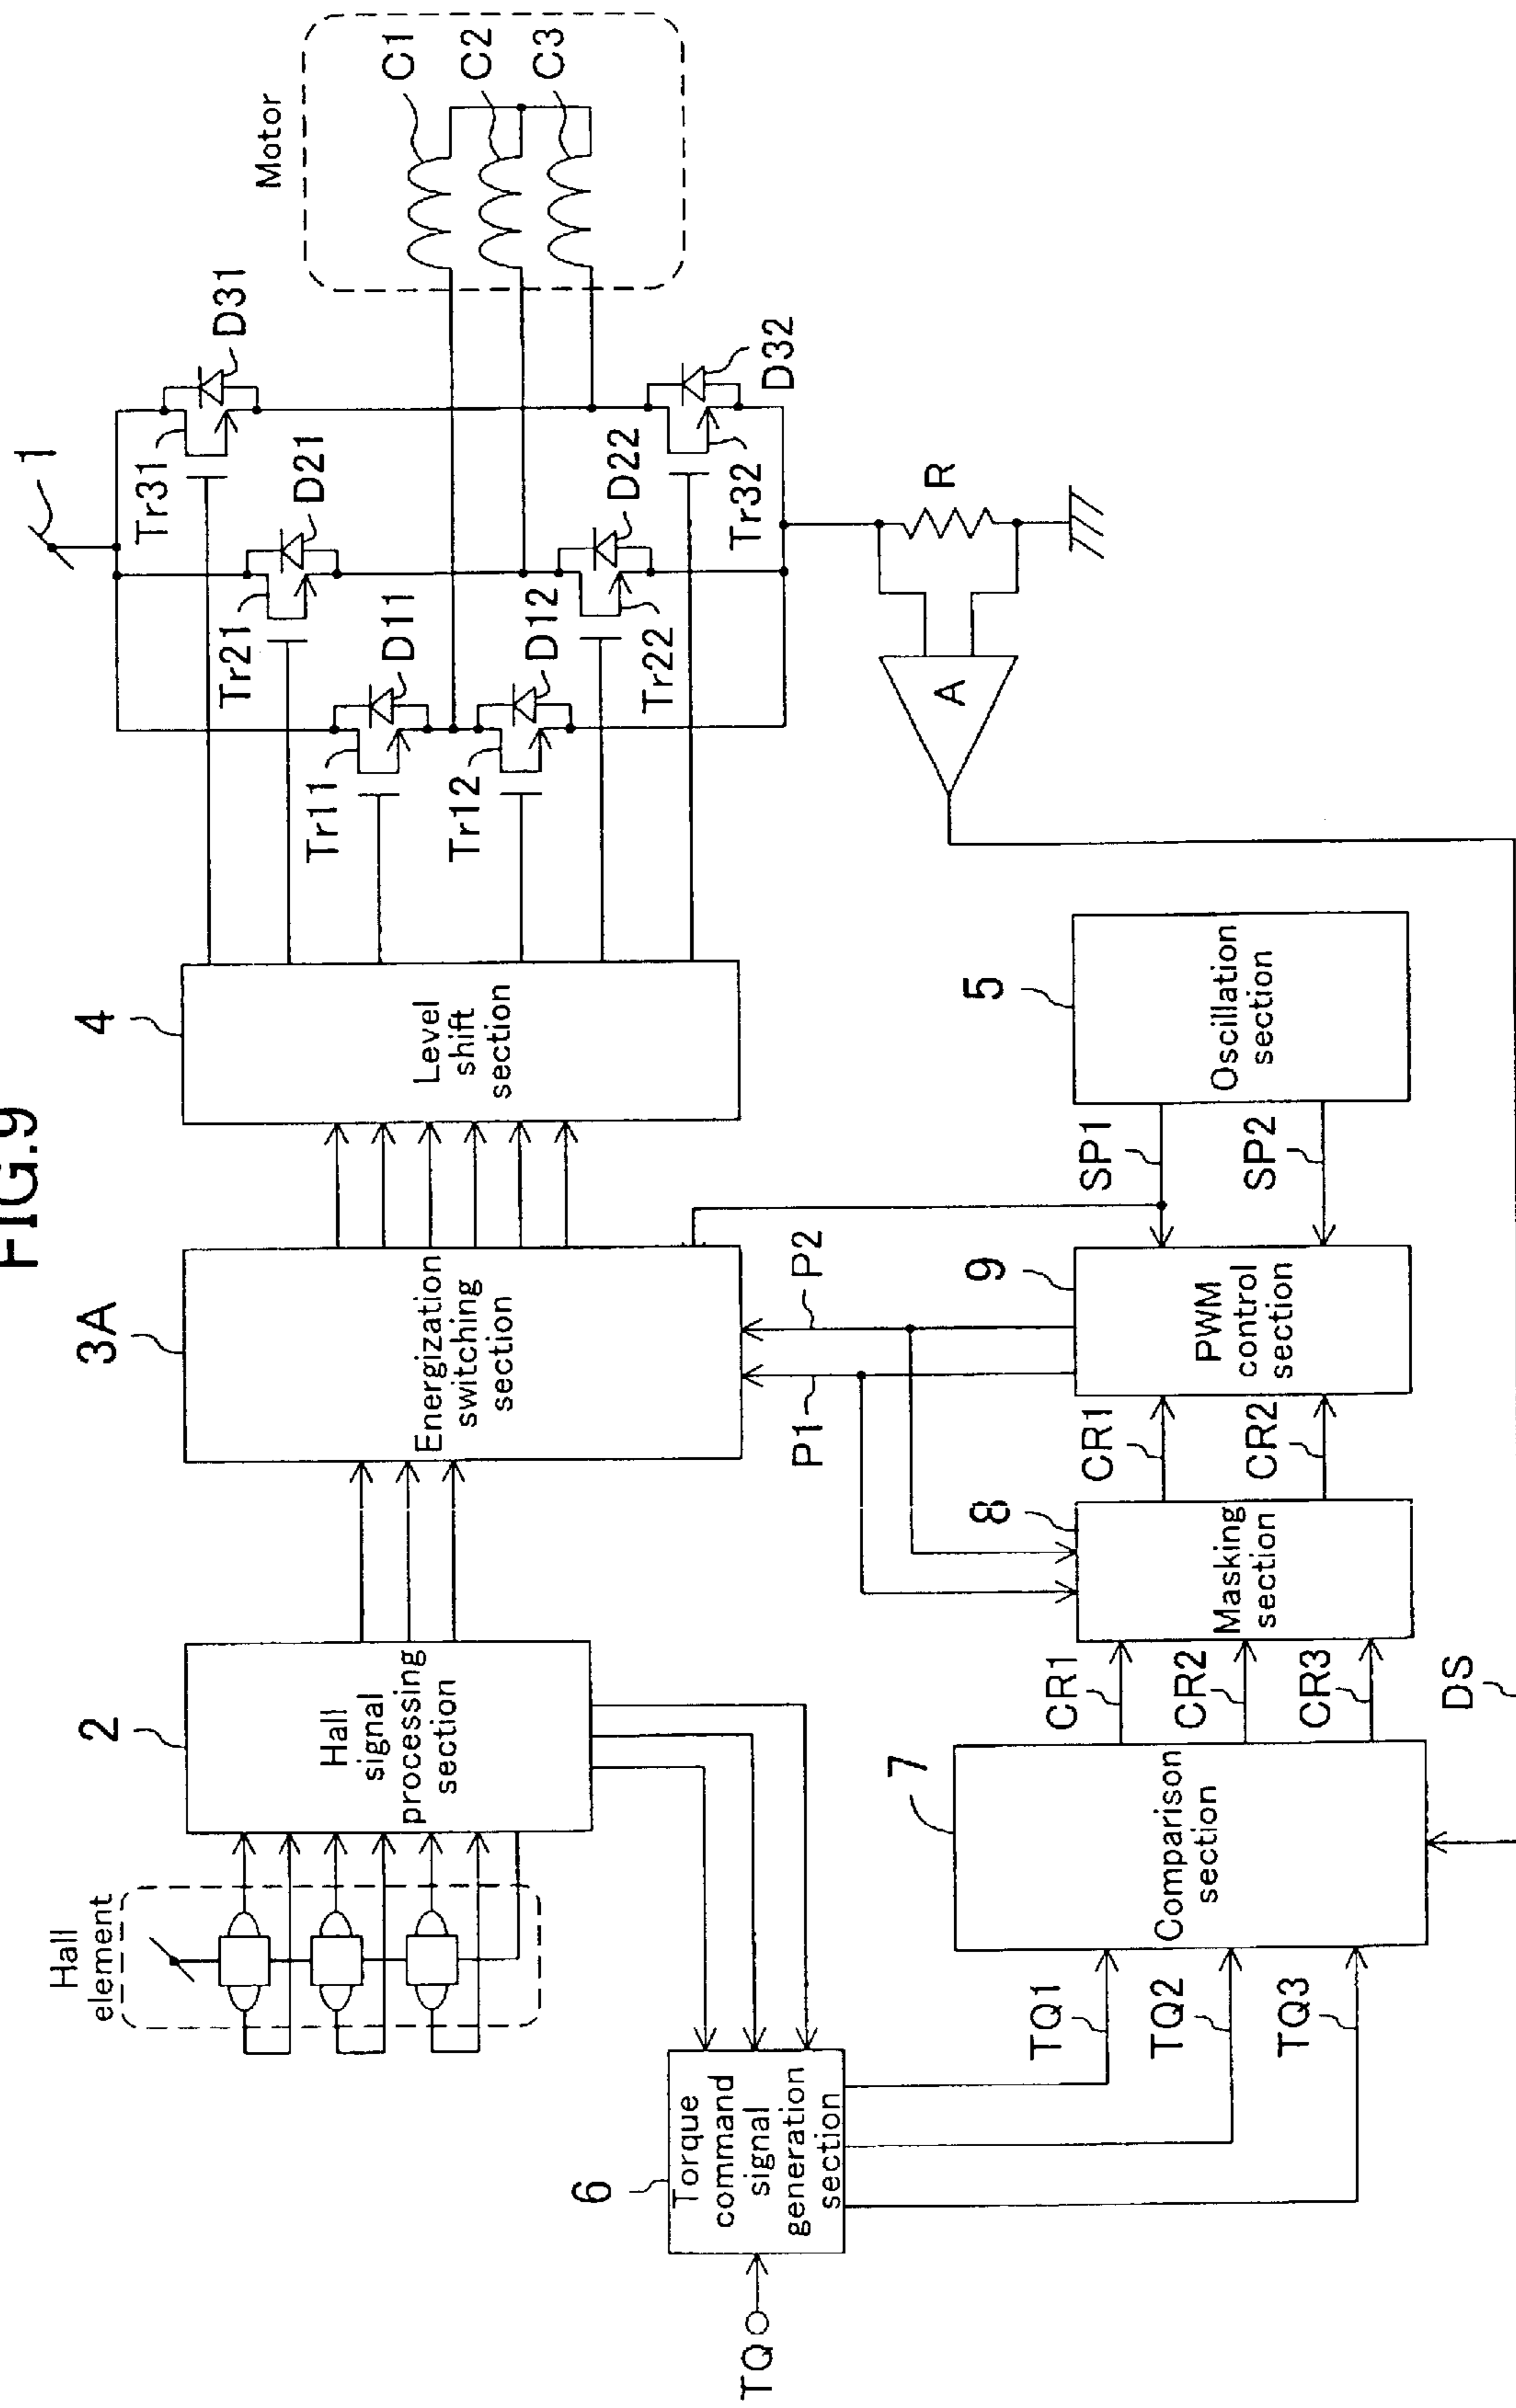 FIG.9
1
Motor
C1
C2
C3
Tr31
D31
Tr21
D21
Tr11
D11
Tr12
D12
Tr22
D22
Tr32
D32
R
A
4
Level
shift
section
3A
Energization
switching
section
2
Hall
signal
processing
section
Hall
element
5
Oscillation
section
SP1
SP2
9
PWM
control
section
P1
P2
CR1
CR2
8
Masking
section
CR1
CR2
CR3
7
Comparison
section
DS
TQ1
TQ2
TQ3
6
Torque
command
signal
generation
section
TQ